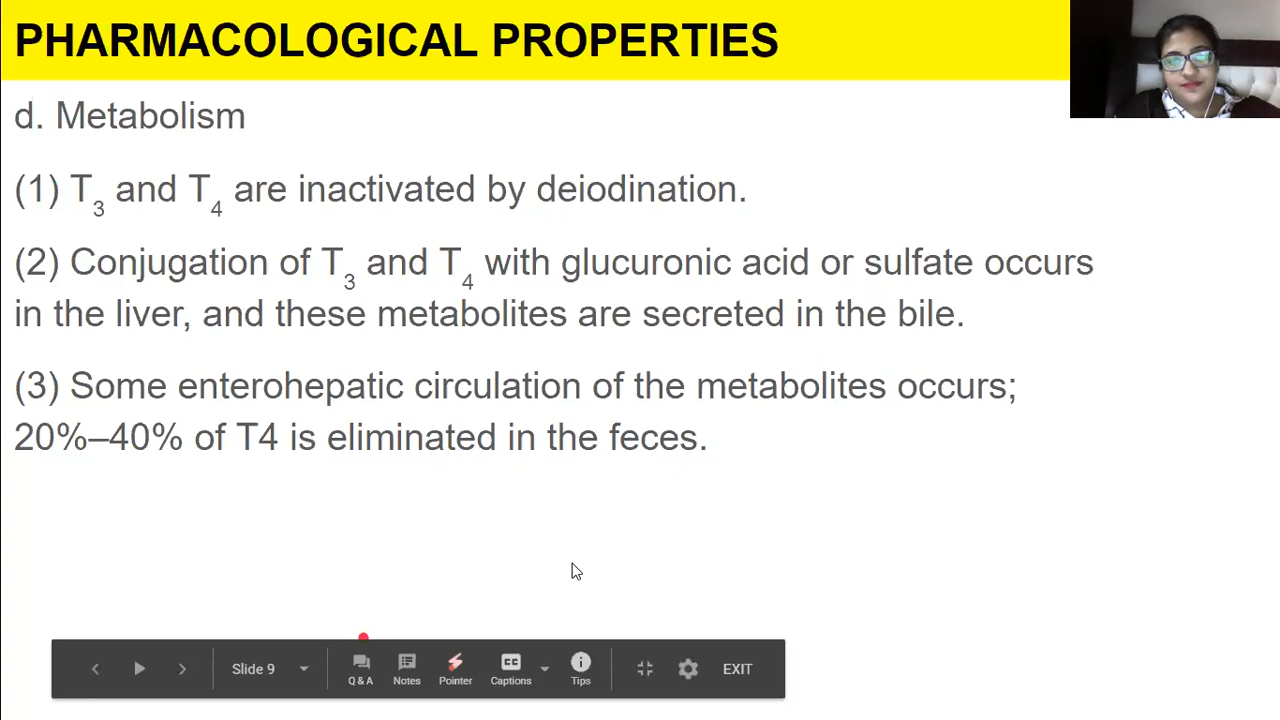 PHARMACOLOGICAL PROPERTIES
d. Metabolism
(1) T₃ and T₄ are inactivated by deiodination.
(2) Conjugation of T₃ and T₄ with glucuronic acid or sulfate occurs
in the liver, and these metabolites are secreted in the bile.
(3) Some enterohepatic circulation of the metabolites occurs;
20%–40% of T4 is eliminated in the feces.
Slide 9
Q & A
Notes
Pointer
CC
Captions
Tips
EXIT